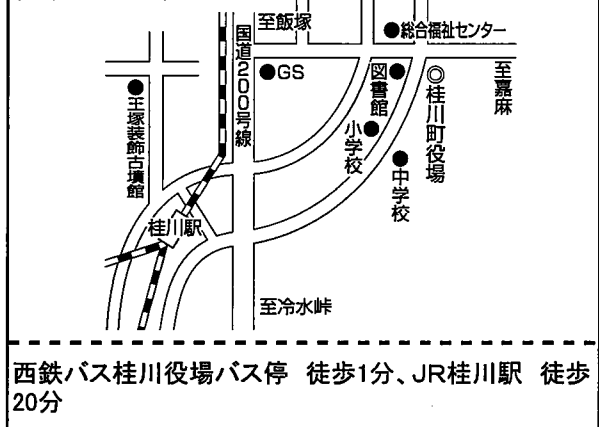 至飯塚
●総合福祉センター
国道200号線
●GS
図書館●
◎桂川町役場
至嘉麻
●王塚装飾古墳館
小学校●
●中学校
桂川駅
至冷水峠
西鉄バス桂川役場バス停 徒歩1分、JR桂川駅 徒歩
20分